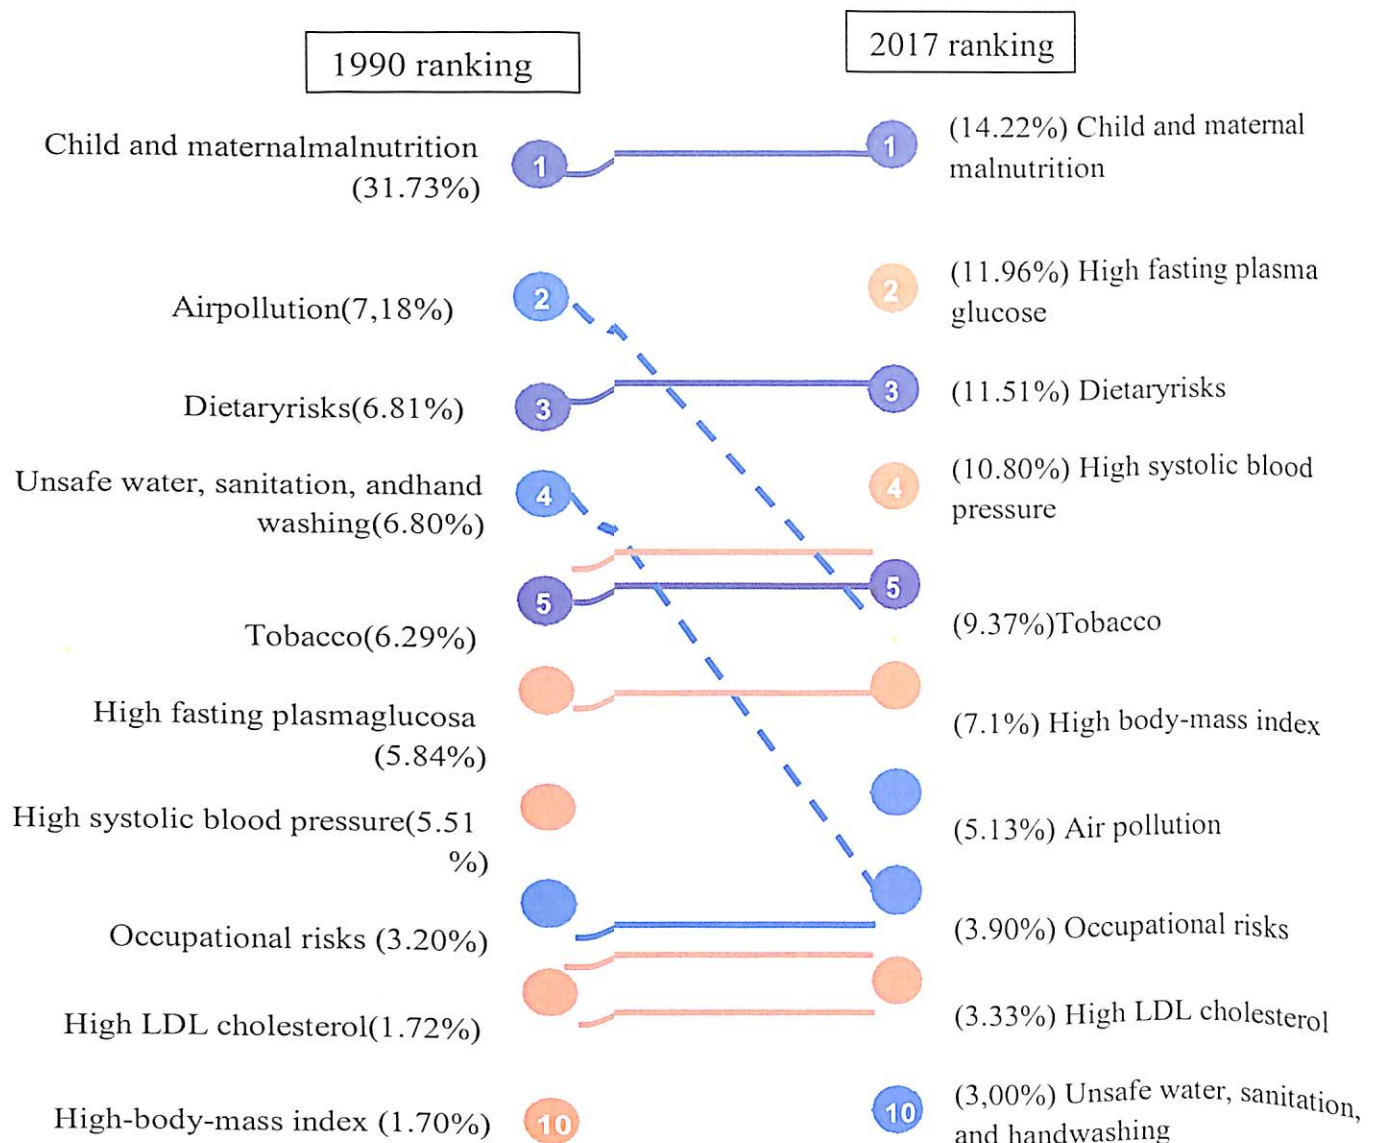 1990 ranking
2017 ranking
Child and maternalmalnutrition
(31.73%)
1
1
(14.22%) Child and maternal
malnutrition
Airpollution(7,18%)
2
2
(11.96%) High fasting plasma
glucose
Dietaryrisks(6.81%)
3
3
(11.51%) Dietaryrisks
Unsafe water, sanitation, andhand
washing(6.80%)
4
4
(10.80%) High systolic blood
pressure
Tobacco(6.29%)
5
5
(9.37%)Tobacco
High fasting plasmaglucosa
(5.84%)
(7.1%) High body-mass index
High systolic blood pressure(5.51
%)
(5.13%) Air pollution
Occupational risks (3.20%)
(3.90%) Occupational risks
High LDL cholesterol(1.72%)
(3.33%) High LDL cholesterol
High-body-mass index (1.70%)
10
10
(3,00%) Unsafe water, sanitation,
and handwashing